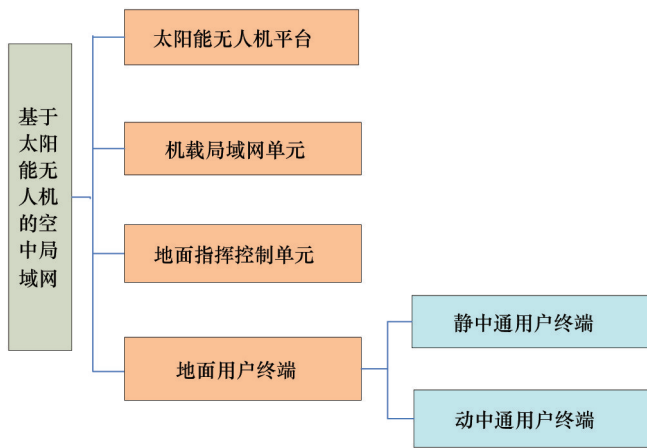 基于
太阳
能无
人机
的空
中局
域网
太阳能无人机平台
机载局域网单元
地面指挥控制单元
地面用户终端
静中通用户终端
动中通用户终端